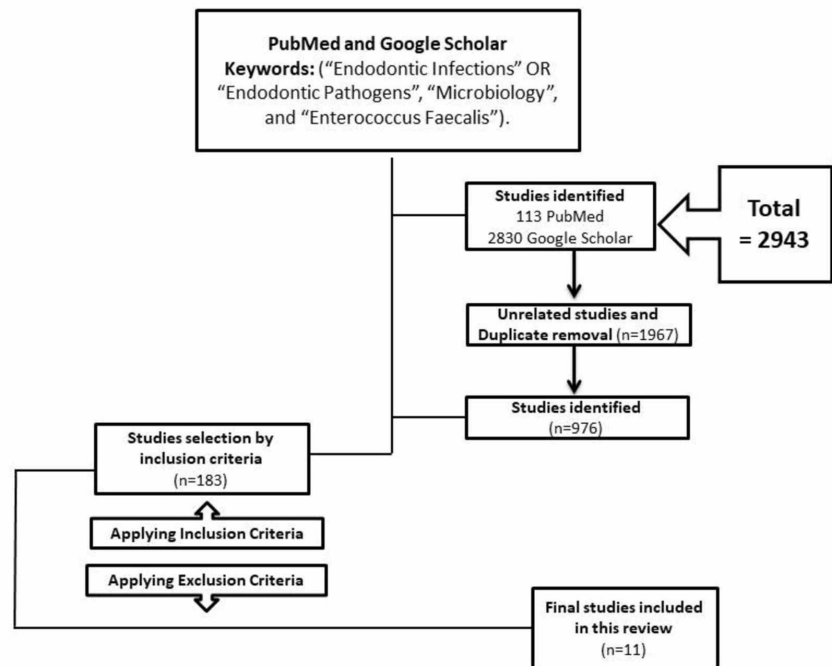 PubMed and Google Scholar
Keywords: (“Endodontic Infections” OR
“Endodontic Pathogens”, “Microbiology”,
and “Enterococcus Faecalis”).
Studies identified
113 PubMed
2830 Google Scholar
Total
= 2943
Unrelated studies and
Duplicate removal (n=1967)
Studies identified
(n=976)
Studies selection by
inclusion criteria
(n=183)
Applying Inclusion Criteria
Applying Exclusion Criteria
Final studies included
in this review
(n=11)